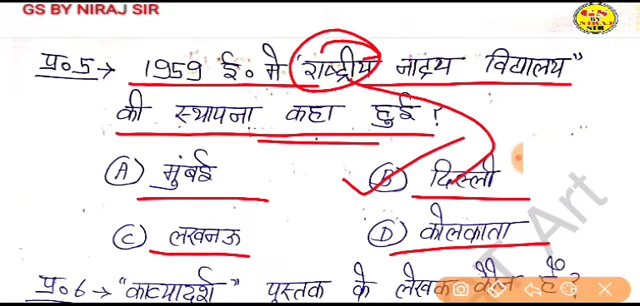 GS BY NIRAJ SIR
प्र०5→ 1959 ई० मे "राष्ट्रीय नाट्य विद्यालय"
की स्थापना कहा हुई?
(A) मुंबई (B) दिल्ली
(C) लखनऊ (D) कोलकाता
प्र०6→ "काव्यादर्श" पुस्तक के लेखक कौन है?